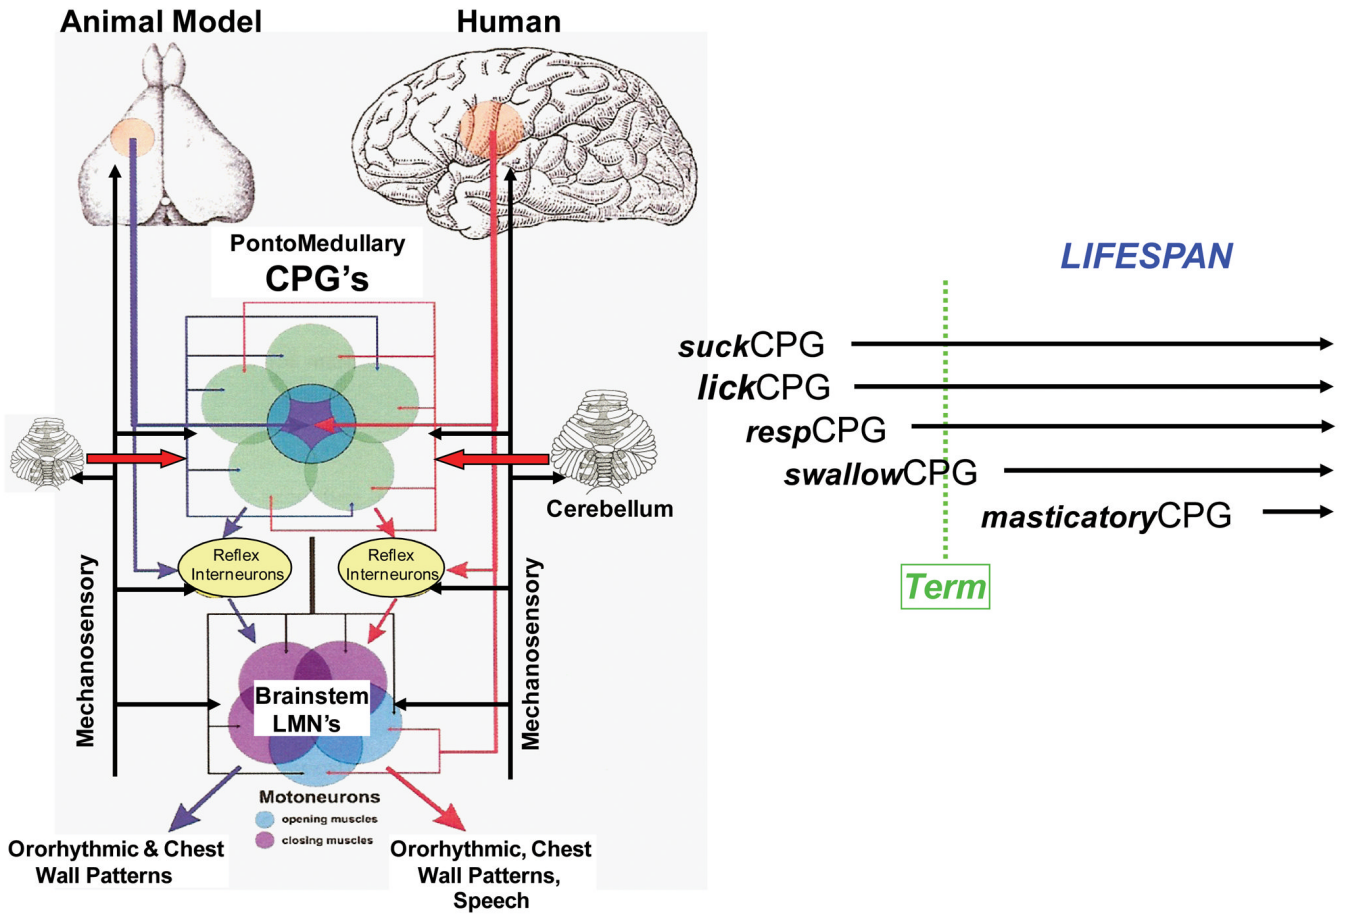 Animal Model
Human
PontoMedullary
CPG's
LIFESPAN
suckCPG
lickCPG
respCPG
swallowCPG
masticatoryCPG
Term
Cerebellum
Reflex
Interneurons
Reflex
Interneurons
Mechanosensory
Mechanosensory
Brainstem
LMN's
Motoneurons
opening muscles
closing muscles
Ororhythmic & Chest
Wall Patterns
Ororhythmic, Chest
Wall Patterns,
Speech